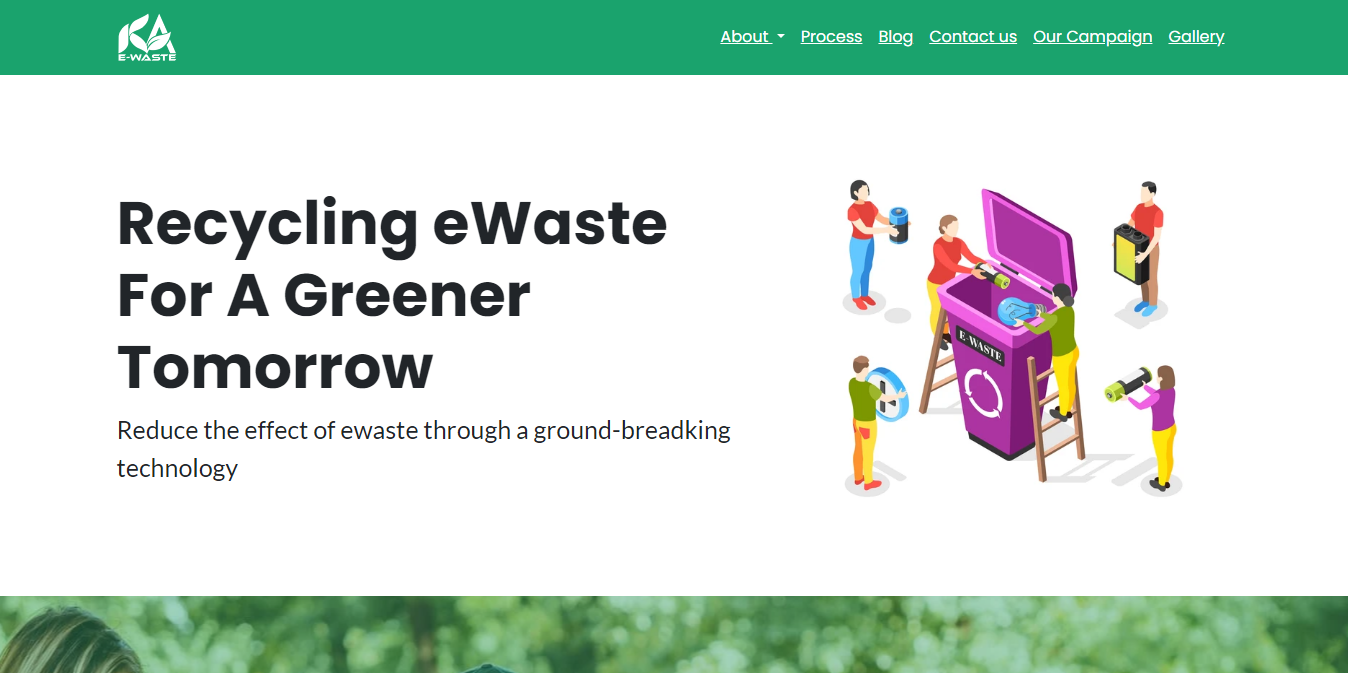 KA
E-WASTE
About Process Blog Contact us Our Campaign Gallery
Recycling eWaste
For A Greener
Tomorrow
Reduce the effect of ewaste through a ground-breadking
technology
E-WASTE